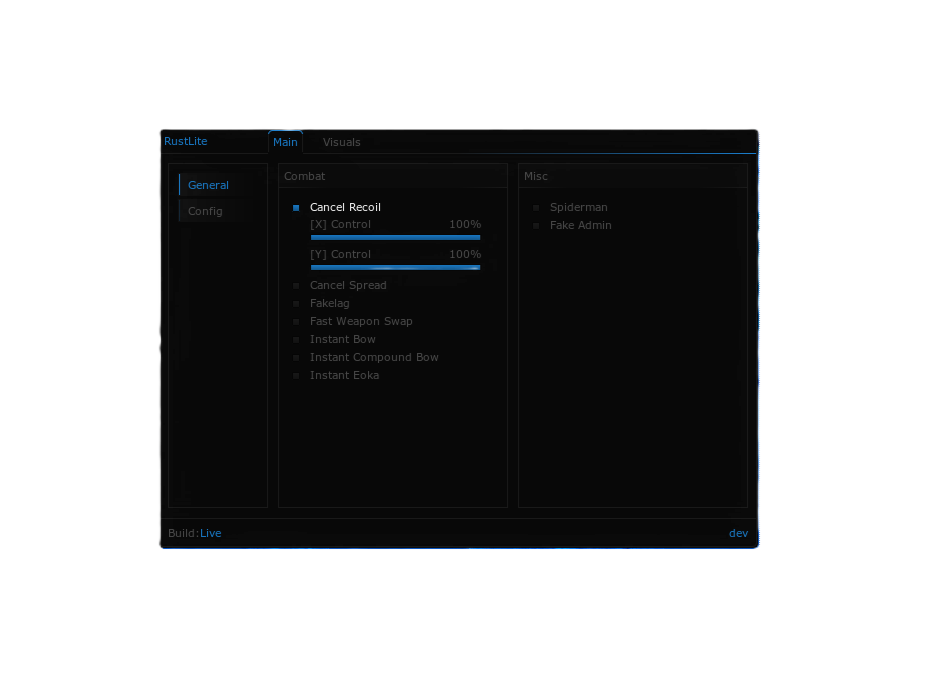 RustLite Main Visuals
General
Config
Combat
Cancel Recoil
[X] Control 100%
[Y] Control 100%
Cancel Spread
Fakelag
Fast Weapon Swap
Instant Bow
Instant Compound Bow
Instant Eoka
Misc
Spiderman
Fake Admin
Build:Live dev